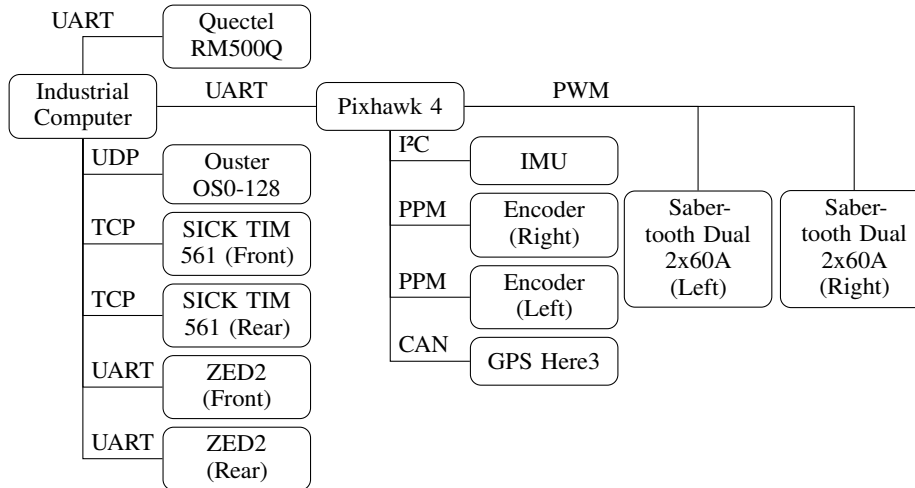 UART
Quectel
RM500Q
Industrial
Computer
UART
Pixhawk 4
PWM
UDP
Ouster
OS0-128
TCP
SICK TIM
561 (Front)
TCP
SICK TIM
561 (Rear)
UART
ZED2
(Front)
UART
ZED2
(Rear)
I²C
IMU
PPM
Encoder
(Right)
PPM
Encoder
(Left)
CAN
GPS Here3
Saber-
tooth Dual
2x60A
(Left)
Saber-
tooth Dual
2x60A
(Right)